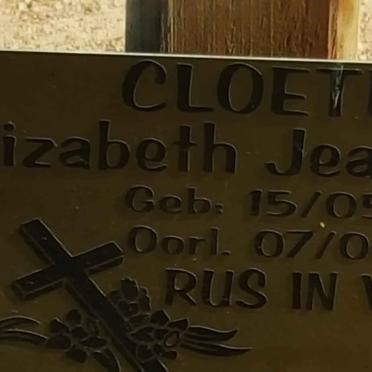 CLOET
izabeth Jea
Geb: 15/05
Oorl. 07/0
RUS IN V